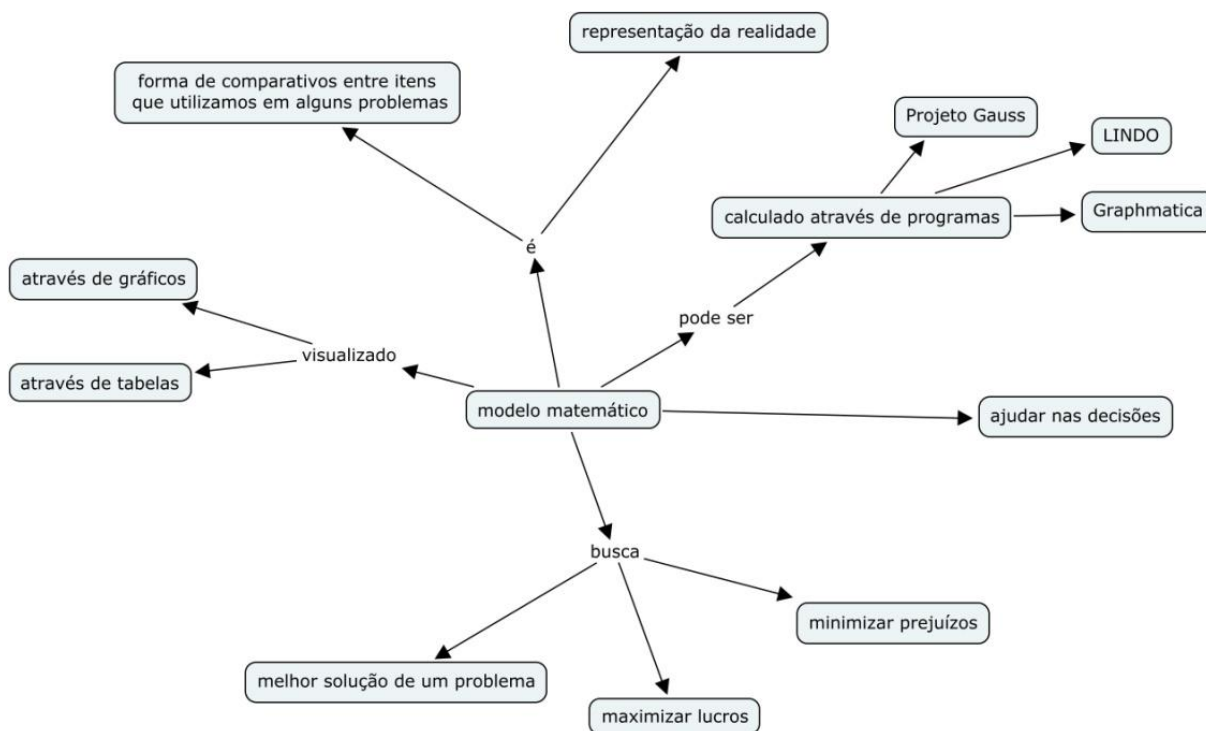 representação da realidade
forma de comparativos entre itens
que utilizamos em alguns problemas
Projeto Gauss
LINDO
calculado através de programas
Graphmatica
é
através de gráficos
pode ser
visualizado
através de tabelas
modelo matemático
ajudar nas decisões
busca
minimizar prejuízos
melhor solução de um problema
maximizar lucros